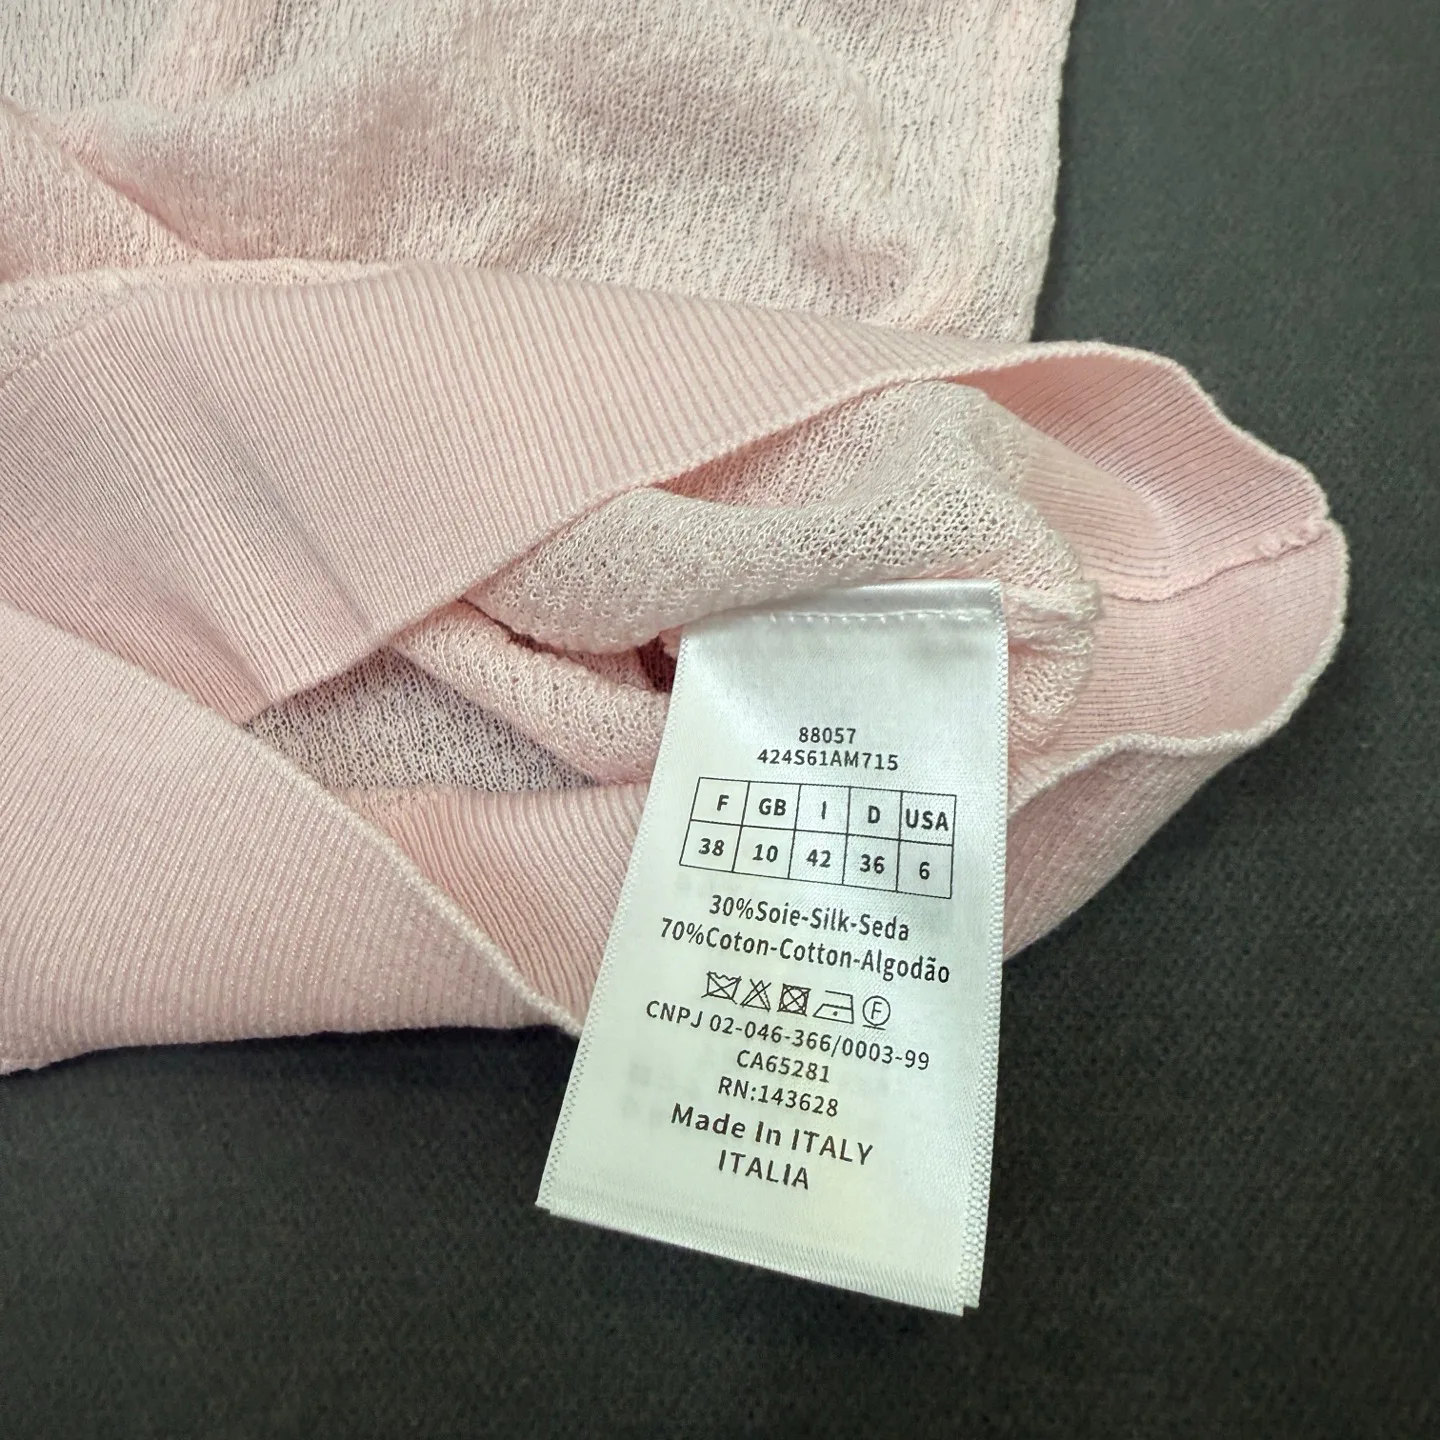 88057
424S61AM715
F GB I D USA
38 10 42 36 6
30%Soie-Silk-Seda
70%Coton-Cotton-Algodão
F
CNPJ 02-046-366/0003-99
CA65281
RN:143628
Made In ITALY
ITALIA